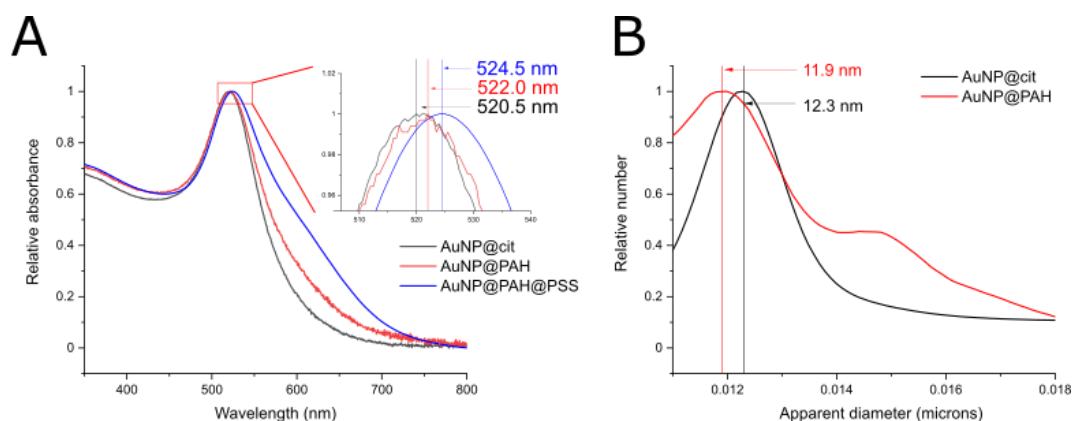 A
Relative absorbance
1
0.8
0.6
0.4
0.2
0
400
500
600
700
800
Wavelength (nm)
1.02
1
0.98
0.96
510
520
530
540
524.5 nm
522.0 nm
520.5 nm
AuNP@cit
AuNP@PAH
AuNP@PAH@PSS
B
Relative number
1
0.8
0.6
0.4
0.2
0
0.012
0.014
0.016
0.018
Apparent diameter (microns)
11.9 nm
12.3 nm
AuNP@cit
AuNP@PAH